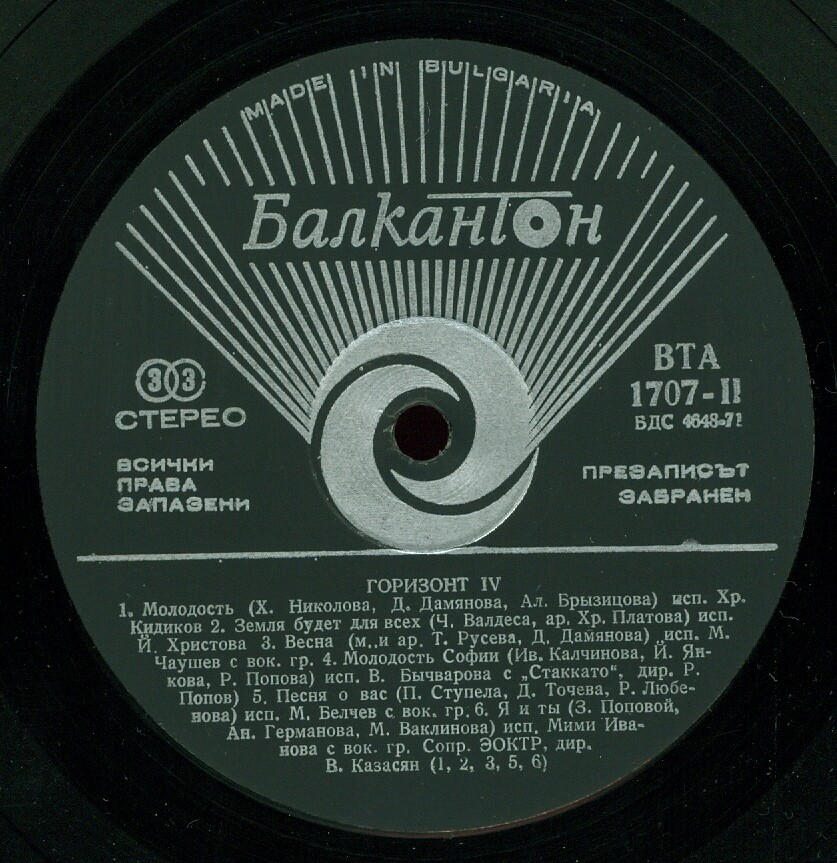 MADE IN BULGARIA
Балкантон
33
СТЕРЕО
ВТА
1707-II
БДС 4648-71
ВСИЧКИ
ПРАВА
ЗАПАЗЕНИ
ПРЕЗАПИСЪТ
ЗАБРАНЕН
ГОРИЗОНТ IV
1. Молодость (Х. Николова, Д. Дамянова, Ал. Брызицова) исп. Хр.
Кидиков 2. Земля будет для всех (Ч. Валдеса, ар. Хр. Платова) исп.
Й. Христова 3. Весна (м., и ар. Т. Русева, Д. Дамянова) исп. М.
Чаушев с вок. гр. 4. Молодость Софии (Ив. Калчинова, Й. Ян-
кова, Р. Попова) исп. В. Бычварова с „Стаккато", дир. Р.
Попов) 5. Песня о вас (П. Ступела, Д. Точева, Р. Любе-
нова) исп. М. Белчев с вок. гр. 6. Я и ты (З. Поповой,
Ан. Германова, М. Ваклинова) исп. Мими Ива-
нова с вок. гр. Сопр. ЭОКТР, дир.
В. Казасян (1, 2, 3, 5, 6)